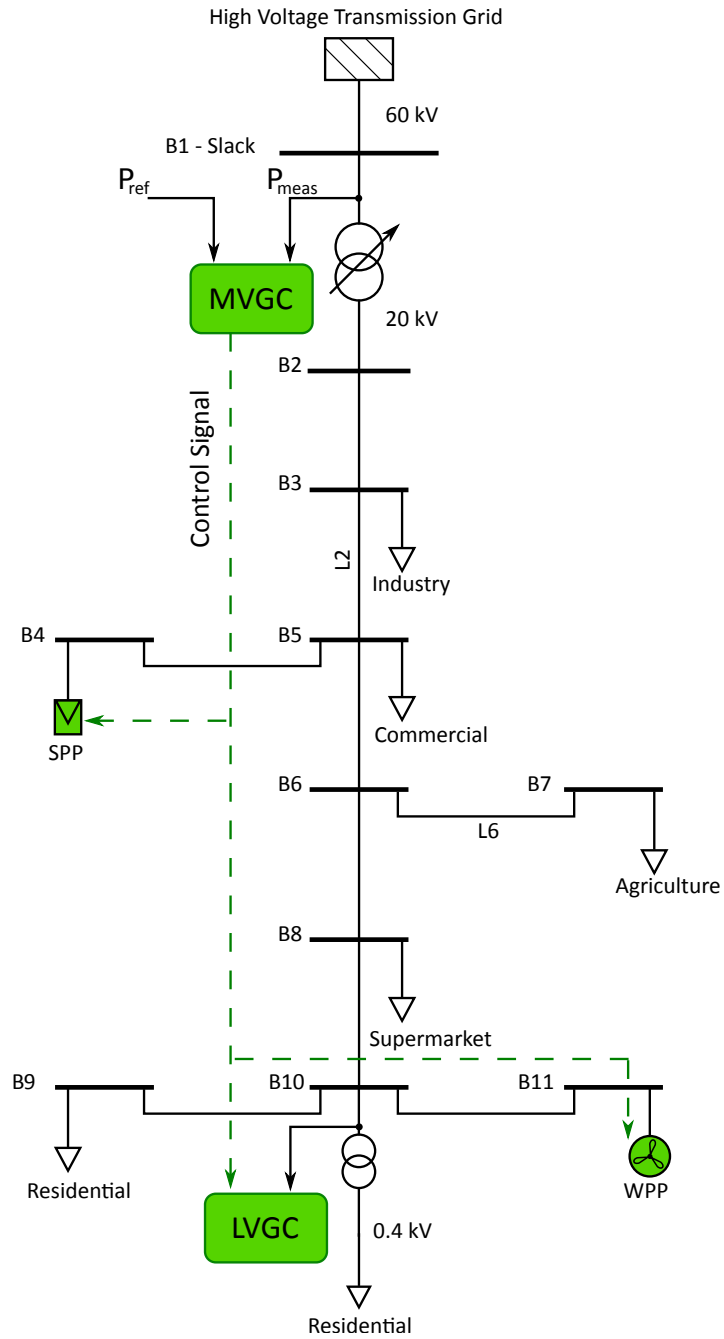 High Voltage Transmission Grid
60 kV
B1 - Slack
Pref
Pmeas
MVGC
20 kV
B2
Control Signal
B3
L2
Industry
B4
B5
SPP
Commercial
B6
B7
L6
Agriculture
B8
Supermarket
B9
B10
B11
Residential
WPP
LVGC
0.4 kV
Residential